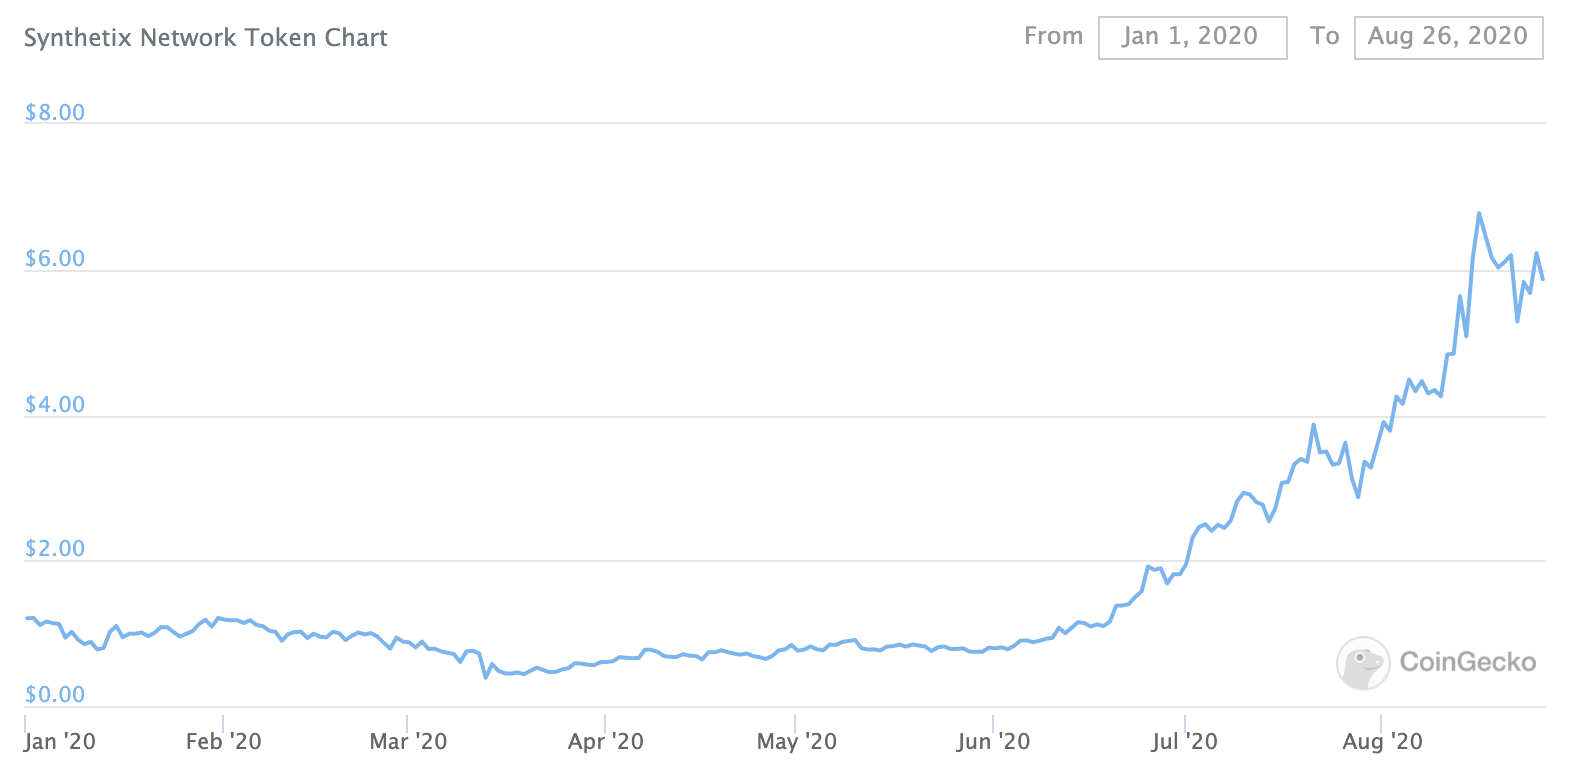 Synthetix Network Token Chart
From Jan 1, 2020 To Aug 26, 2020
$8.00
$6.00
$4.00
$2.00
$0.00
CoinGecko
Jan '20 Feb '20 Mar '20 Apr '20 May '20 Jun '20 Jul '20 Aug '20